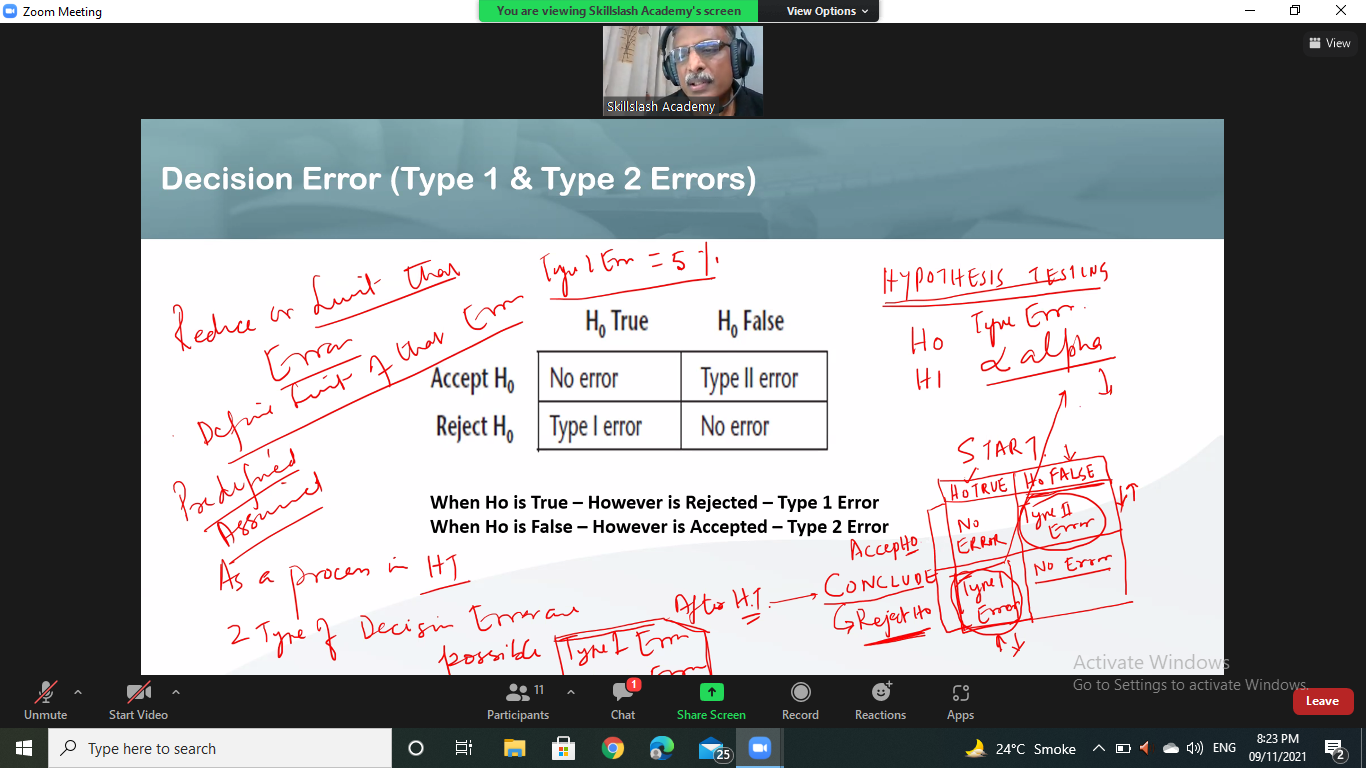 Zoom Meeting
You are viewing Skillslash Academy's screen
View Options
View
Skillslash Academy
Decision Error (Type 1 & Type 2 Errors)
Reduce or Limit that
Error
Define Limit of that Error
Predefined
Assumed
As a process in HT
2 Type of Decision Error are
possible
Type I Error
Error
Type 1 Err = 5 %.
H0 True H0 False
Accept H0 No error Type II error
Reject H0 Type I error No error
When Ho is True – However is Rejected – Type 1 Error
When Ho is False – However is Accepted – Type 2 Error
HYPOTHESIS TESTING
Ho Type Error.
H1 α alpha
START
Ho TRUE Ho FALSE
Accep Ho NO ERROR Type II Error
After H.T. → CONCLUDE
Reject Ho Type I Error No Error
Activate Windows
Go to Settings to activate Windows.
Unmute
Start Video
11
Participants
1
Chat
Share Screen
Record
Reactions
Apps
Leave
Type here to search
25
24°C Smoke
ENG
8:23 PM
09/11/2021
2